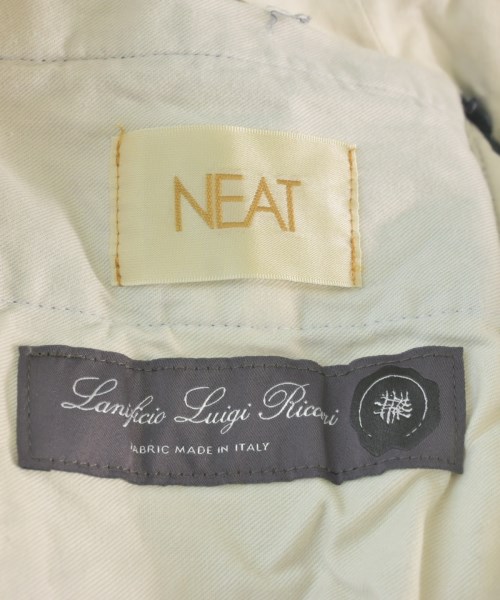 NEAT
Lanificio Luigi Ricceri
FABRIC MADE IN ITALY